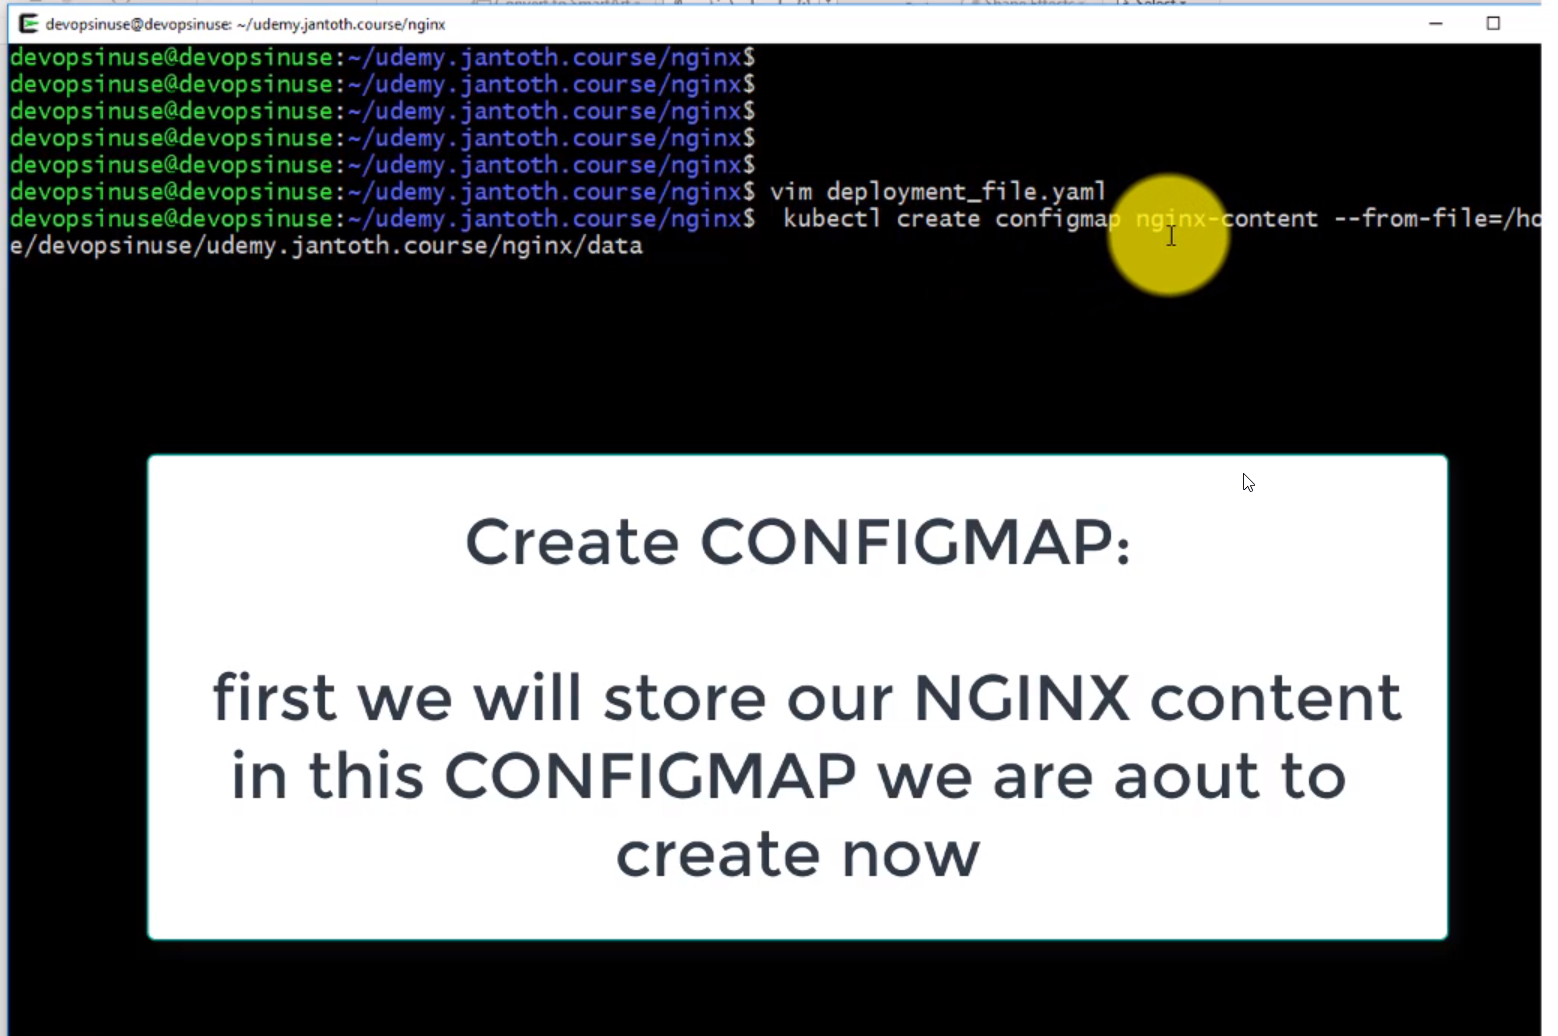 devopsinuse@devopsinuse: ~/udemy.jantoth.course/nginx
devopsinuse@devopsinuse:~/udemy.jantoth.course/nginx$
devopsinuse@devopsinuse:~/udemy.jantoth.course/nginx$
devopsinuse@devopsinuse:~/udemy.jantoth.course/nginx$
devopsinuse@devopsinuse:~/udemy.jantoth.course/nginx$
devopsinuse@devopsinuse:~/udemy.jantoth.course/nginx$
devopsinuse@devopsinuse:~/udemy.jantoth.course/nginx$ vim deployment_file.yaml
devopsinuse@devopsinuse:~/udemy.jantoth.course/nginx$  kubectl create configmap nginx-content --from-file=/ho
e/devopsinuse/udemy.jantoth.course/nginx/data
Create CONFIGMAP:
first we will store our NGINX content
in this CONFIGMAP we are aout to
create now